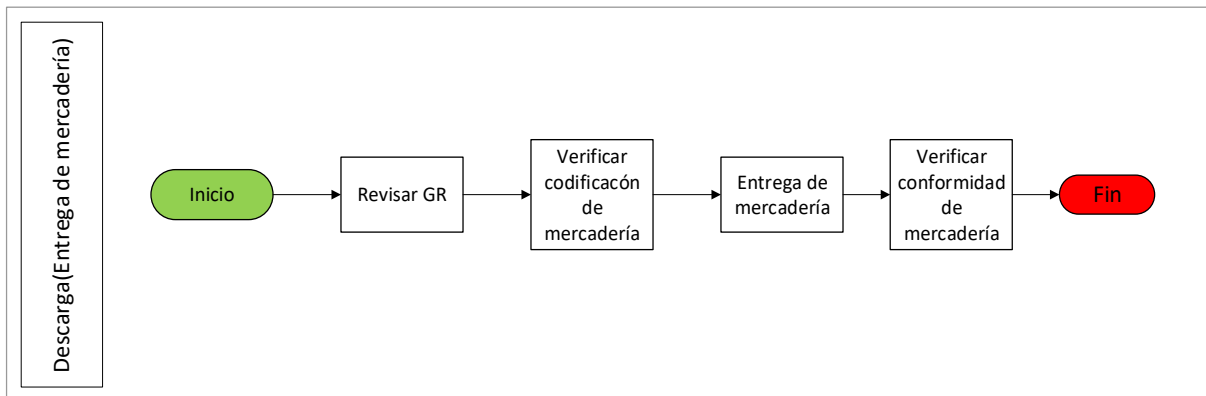 Descarga(Entrega de mercadería)
Inicio
Revisar GR
Verificar
codificacón
de
mercadería
Entrega de
mercadería
Verificar
conformidad
de
mercadería
Fin